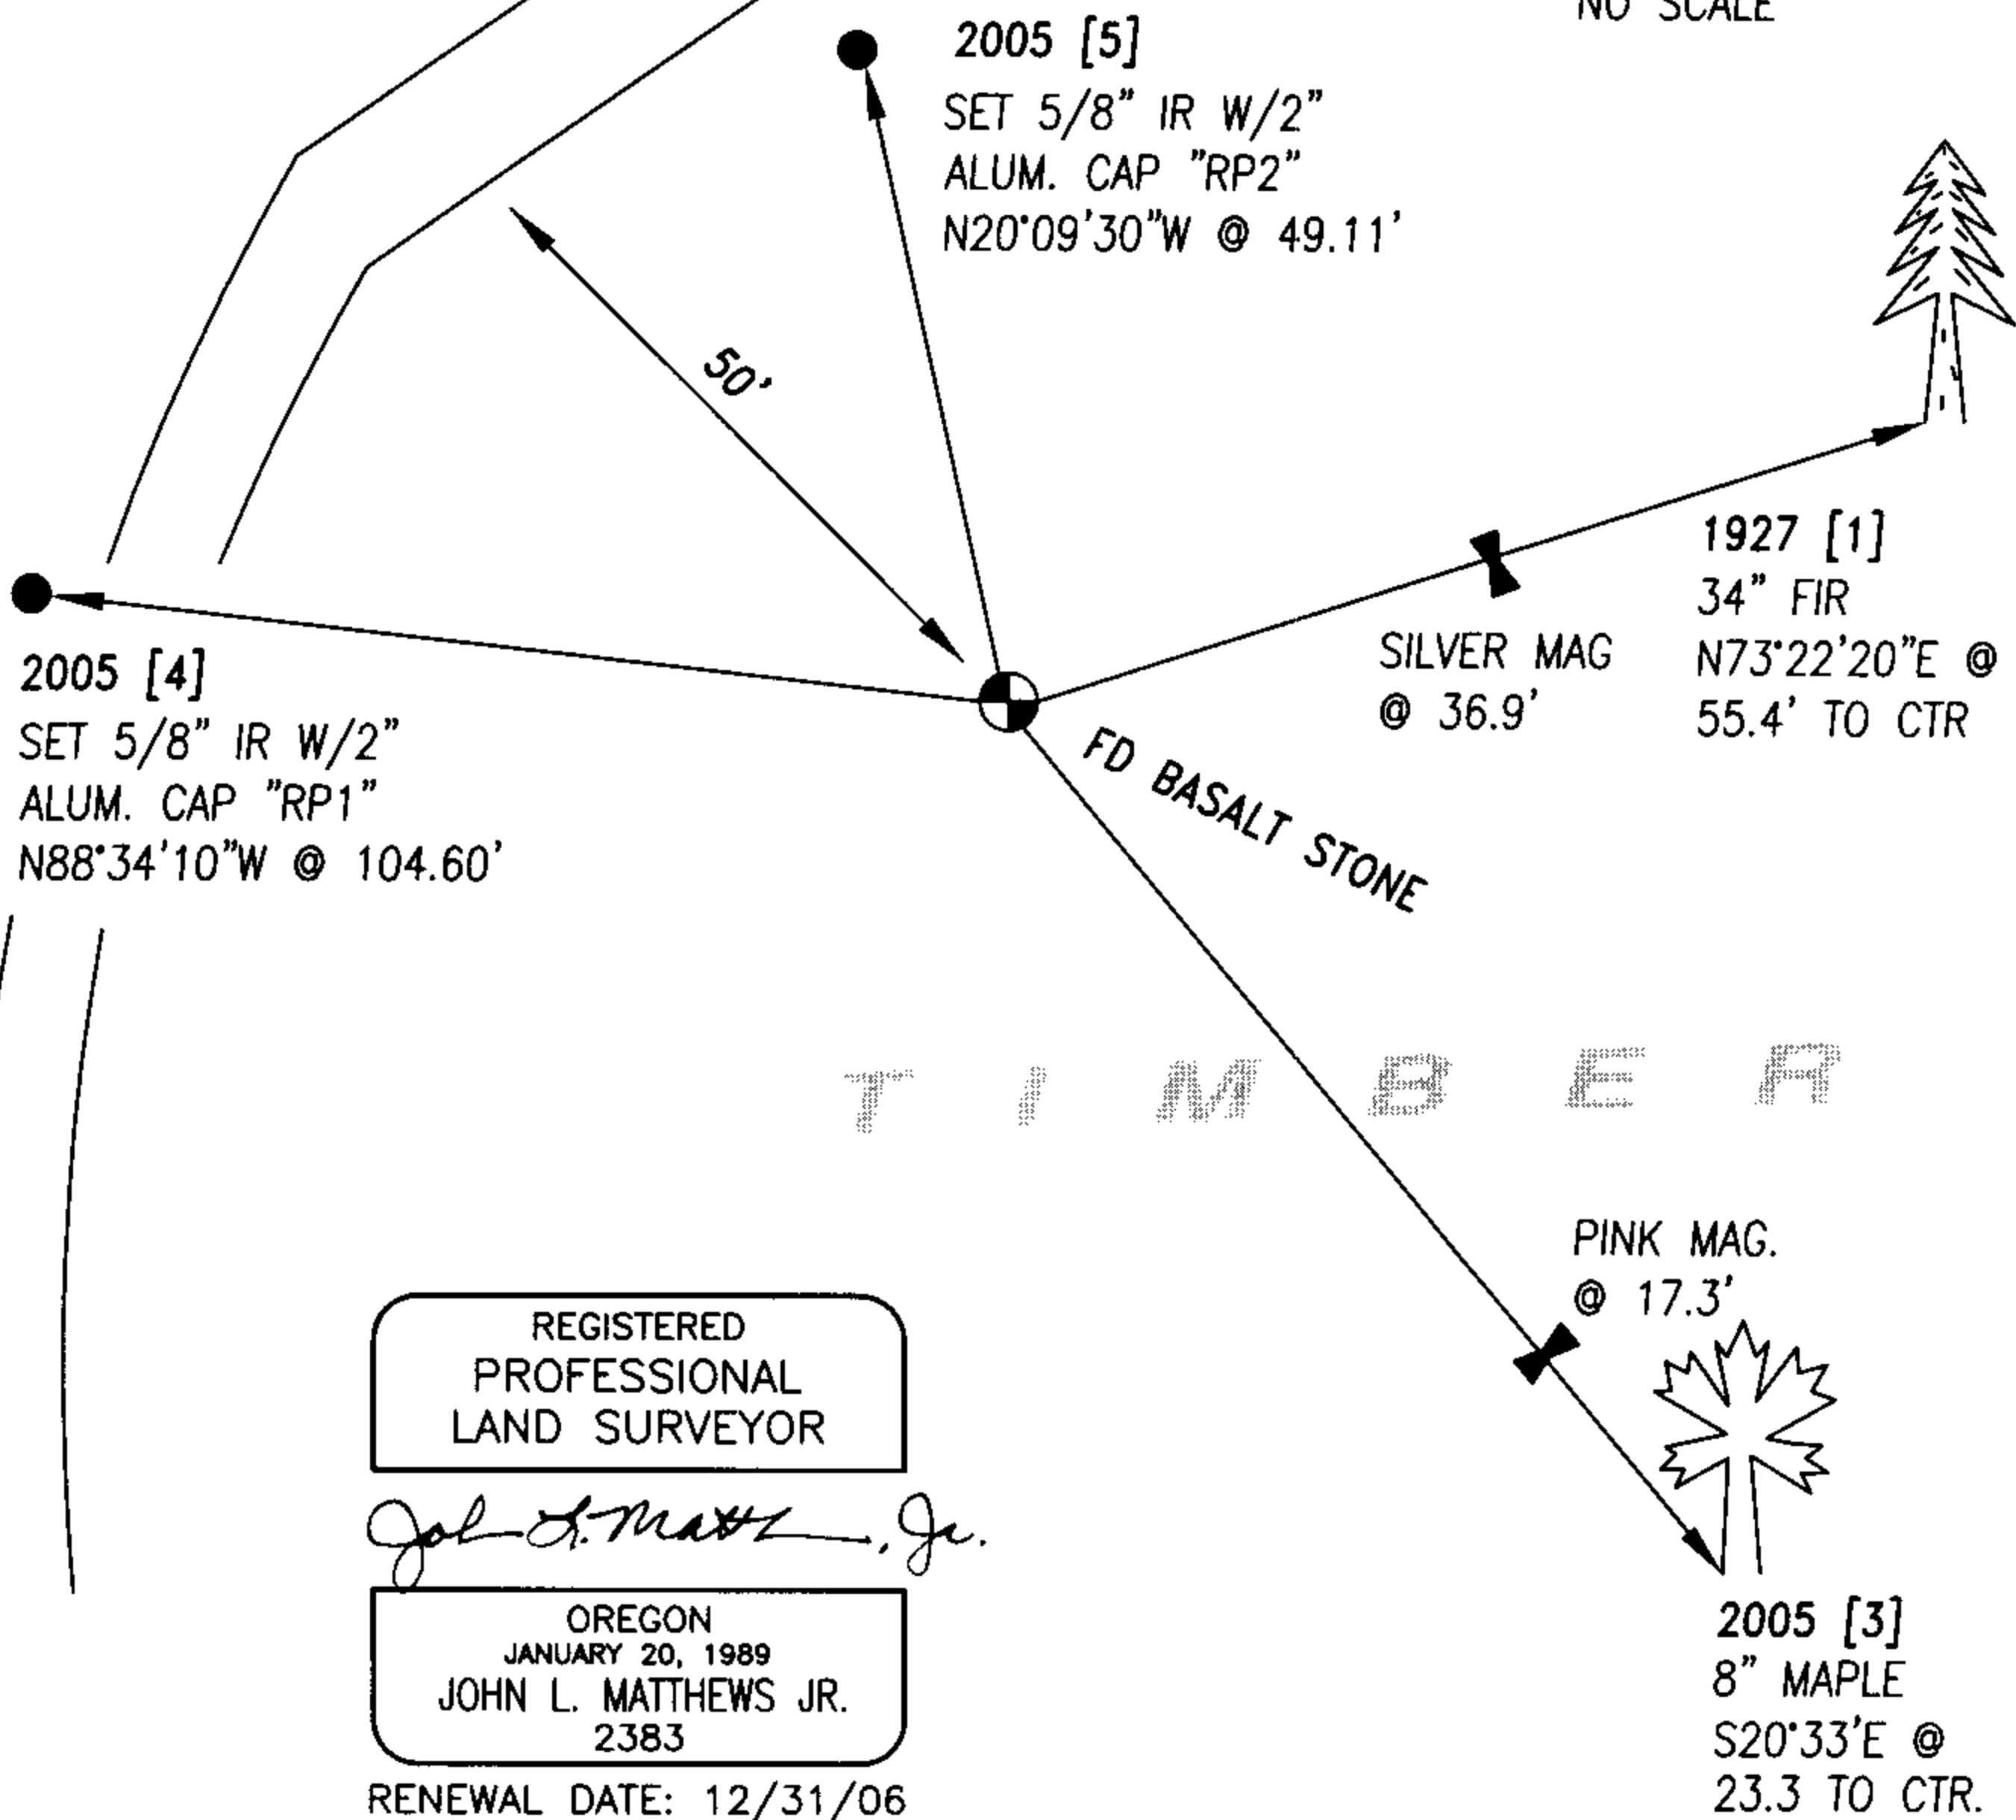 NO SCALE
2005 [5]
SET 5/8" IR W/2"
ALUM. CAP "RP2"
N20°09'30"W @ 49.11'
50'
1927 [1]
34" FIR
N73°22'20"E @
55.4' TO CTR
SILVER MAG
@ 36.9'
2005 [4]
SET 5/8" IR W/2"
ALUM. CAP "RP1"
N88°34'10"W @ 104.60'
FD BASALT STONE
TIMBER
PINK MAG.
@ 17.3'
REGISTERED
PROFESSIONAL
LAND SURVEYOR
John L. Matthews, Jr.
OREGON
JANUARY 20, 1989
JOHN L. MATTHEWS JR.
2383
RENEWAL DATE: 12/31/06
2005 [3]
8" MAPLE
S20°33'E @
23.3 TO CTR.